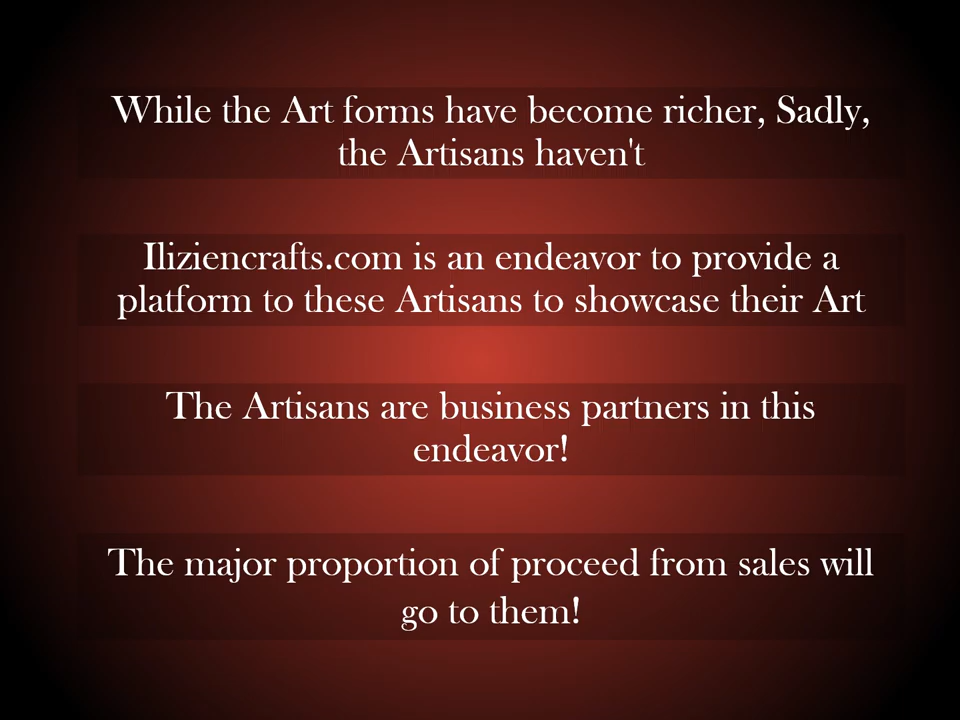 While the Art forms have become richer, Sadly,
the Artisans haven't
Iliziencrafts.com is an endeavor to provide a
platform to these Artisans to showcase their Art
The Artisans are business partners in this
endeavor!
The major proportion of proceed from sales will
go to them!